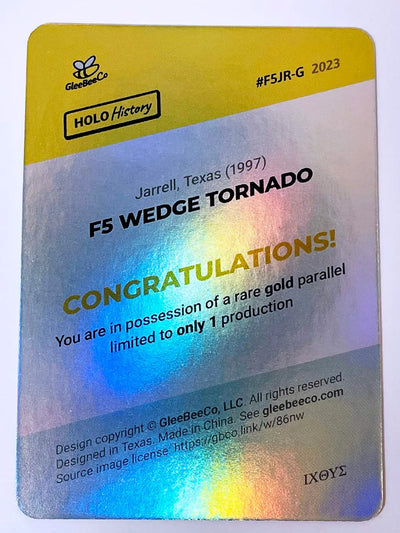 GleeBeeCo
#F5JR-G 2023
HOLO History
Jarrell, Texas (1997)
F5 WEDGE TORNADO
CONGRATULATIONS!
You are in possession of a rare gold parallel
limited to only 1 production
Design copyright © GleeBeeCo, LLC. All rights reserved.
Designed in Texas. Made in China. See gleebeeco.com
Source image license: https://gbco.link/w/86nw
ΙΧΘΥΣ